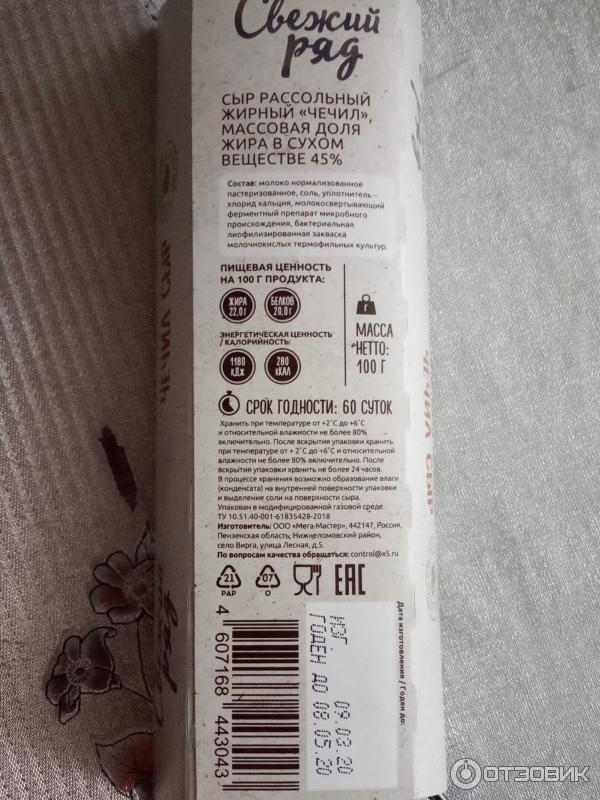 Свежий
ряд
СЫР РАССОЛЬНЫЙ
ЖИРНЫЙ «ЧЕЧИЛ»,
МАССОВАЯ ДОЛЯ
ЖИРА В СУХОМ
ВЕЩЕСТВЕ 45%
Состав: молоко нормализованное
пастеризованное, соль, уплотнитель –
хлорид кальция, молокосвертывающий
ферментный препарат микробного
происхождения, бактериальная
лиофилизированная закваска
молочнокислых термофильных культур.
ПИЩЕВАЯ ЦЕННОСТЬ
НА 100 Г ПРОДУКТА:
ЖИРА
22,0 г
БЕЛКОВ
20,0 г
ЭНЕРГЕТИЧЕСКАЯ ЦЕННОСТЬ
/ КАЛОРИЙНОСТЬ:
1180
кДж
280
кКАЛ
г
МАССА
НЕТТО:
100 Г
СРОК ГОДНОСТИ: 60 СУТОК
Хранить при температуре от +2˚С до +6˚С
и относительной влажности не более 80%
включительно. После вскрытия упаковки хранить
при температуре от + 2˚С до +6˚С и относительной
влажности не более 80% включительно. После
вскрытия упаковки хранить не более 24 часов.
В процессе хранения возможно образование влаги
(конденсата) на внутренней поверхности упаковки
и выделение соли на поверхности сыра.
Упакован в модифицированной газовой среде.
ТУ 10.51.40-001-61835428-2018
Изготовитель: ООО «Мега-Мастер», 442147, Россия,
Пензенская область, Нижнеломовский район,
село Вирга, улица Лесная, д.5.
По вопросам качества обращаться: control@x5.ru
21
PAP
07
O
EAC
4 607168 443043
Дата изготовления / Годен до:
ИЗГ. 09.03.20
ГОДЕН ДО 08.05.20
ЧЕЧИЛ СЫР
ЧЕЧИЛ СЫР
ОТЗОВИК